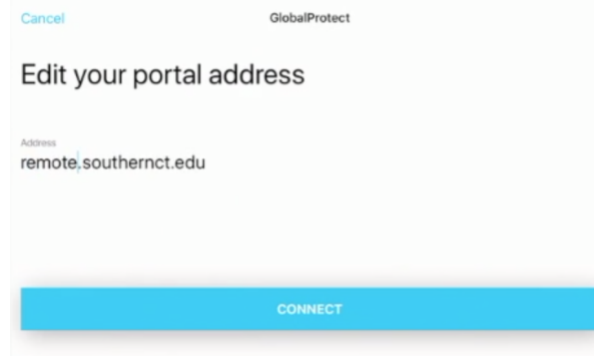 Cancel
GlobalProtect
Edit your portal address
Address
remote.southernct.edu
CONNECT